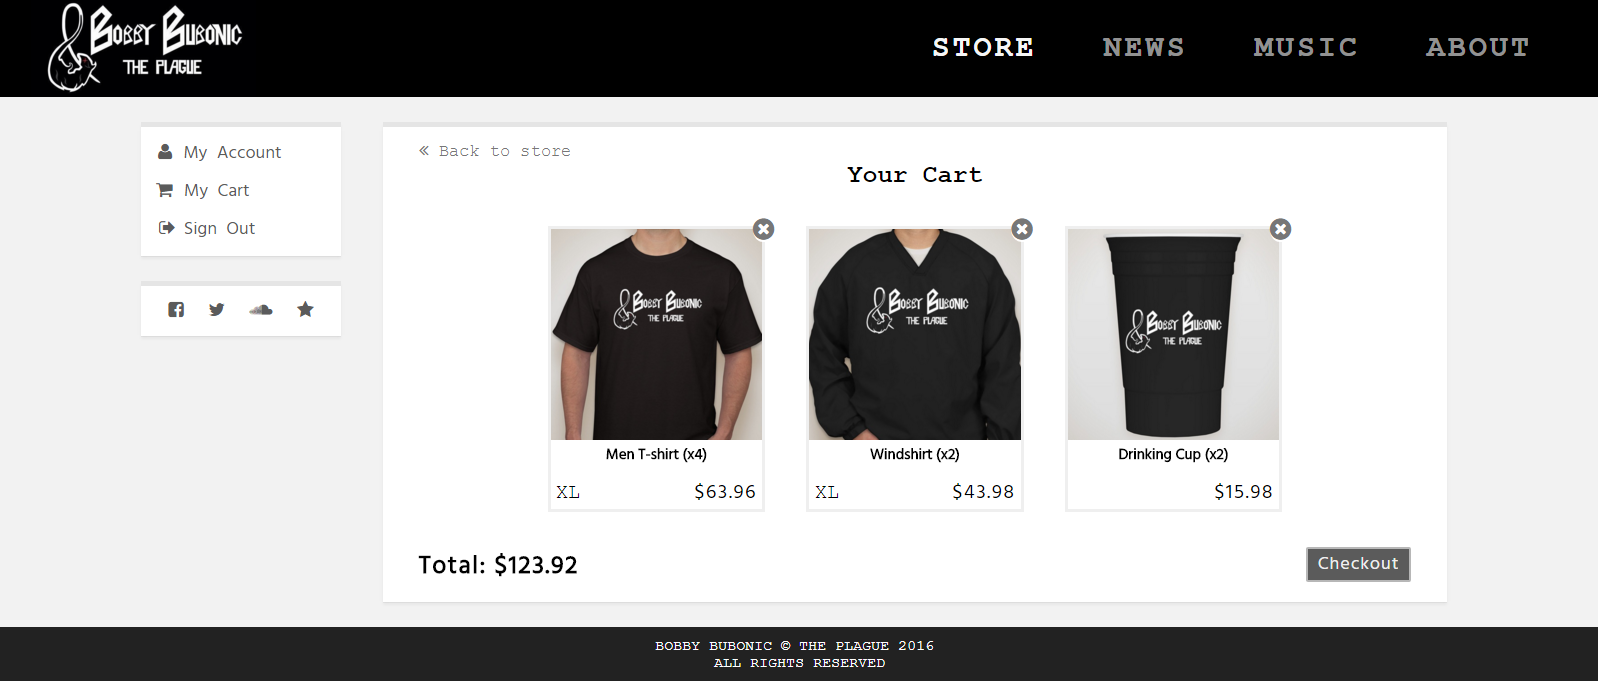 BOBBY BUBONIC
THE PLAGUE
STORE NEWS MUSIC ABOUT
My Account
My Cart
Sign Out
« Back to store
Your Cart
BOBBY BUBONIC
THE PLAGUE
BOBBY BUBONIC
THE PLAGUE
BOBBY BUBONIC
THE PLAGUE
Men T-shirt (x4)
XL $63.96
Windshirt (x2)
XL $43.98
Drinking Cup (x2)
$15.98
Total: $123.92
Checkout
BOBBY BUBONIC © THE PLAGUE 2016
ALL RIGHTS RESERVED